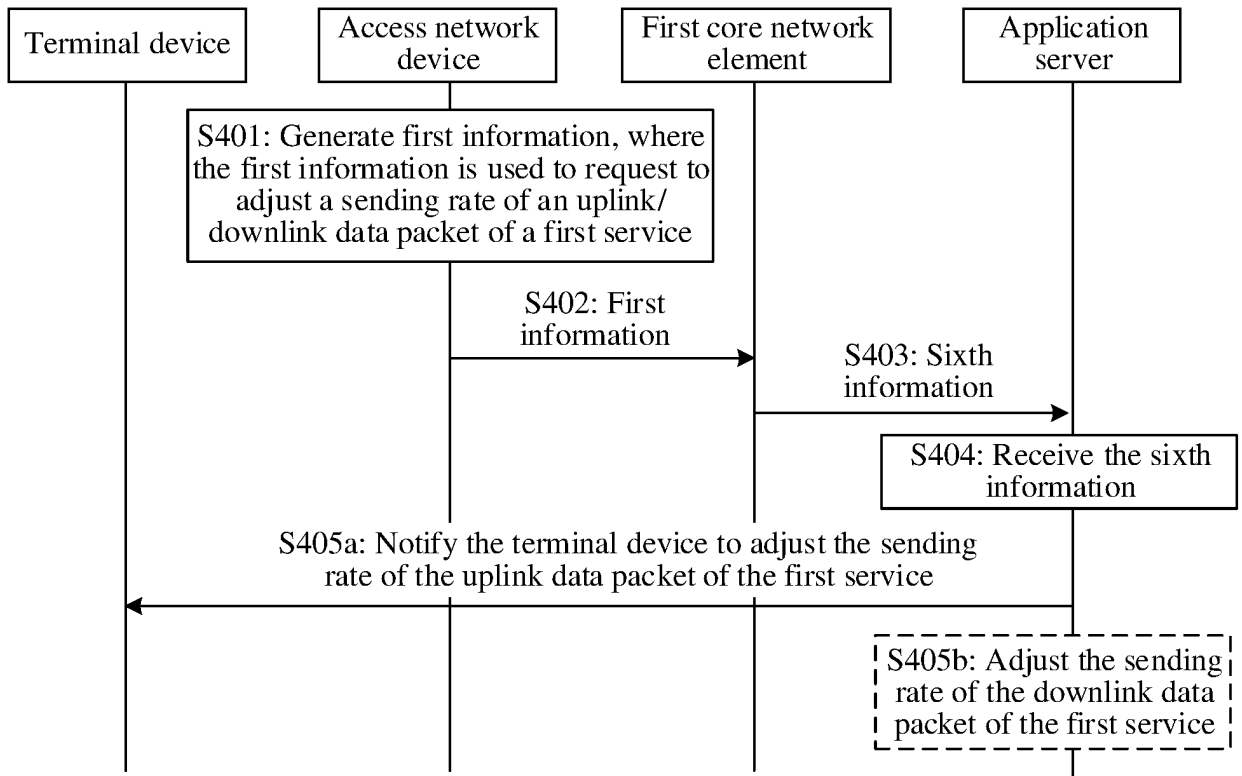 Terminal device
Access network
device
First core network
element
Application
server
S401: Generate first information, where
the first information is used to request to
adjust a sending rate of an uplink/
downlink data packet of a first service
S402: First
information
S403: Sixth
information
S404: Receive the sixth
information
S405a: Notify the terminal device to adjust the sending
rate of the uplink data packet of the first service
S405b: Adjust the sending
rate of the downlink data
packet of the first service